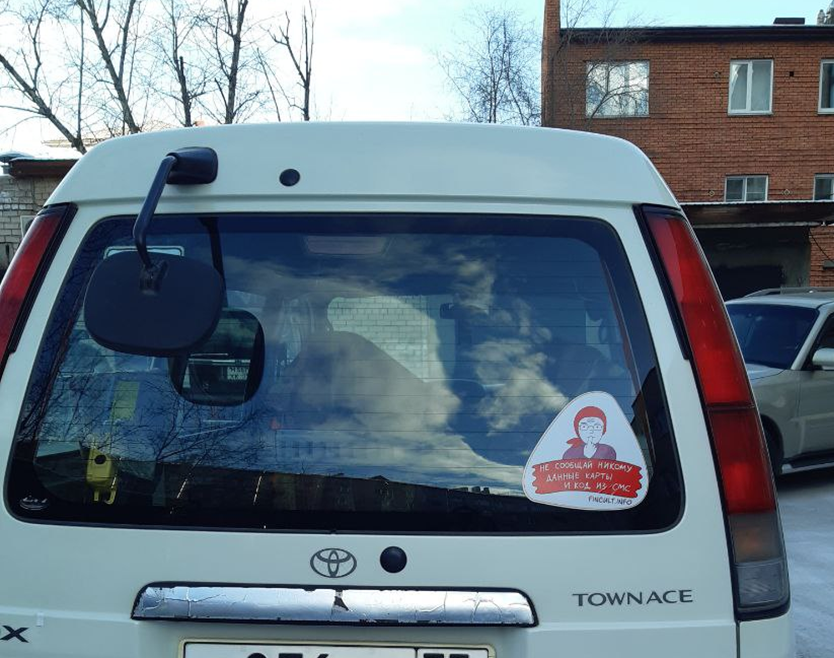 НЕ СООБЩАЙ НИКОМУ
ДАННЫЕ КАРТЫ
И КОД ИЗ СМС
FINCULT.INFO
TOWNACE